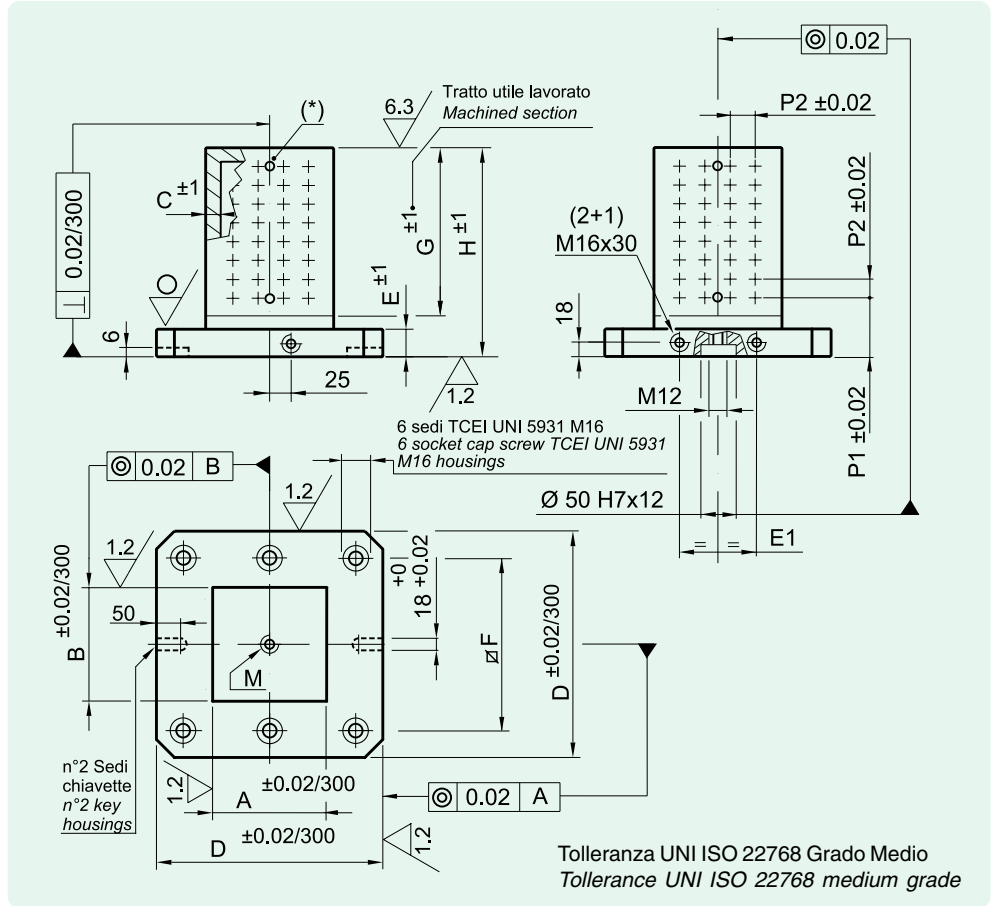 ◎ 0.02
(*)
6.3
Tratto utile lavorato
Machined section
P2 ±0.02
⊥ 0.02/300
C ±1
G ±1
H ±1
E ±1
(2+1)
M16x30
P2 ±0.02
6
18
25
1.2
M12
P1 ±0.02
6 sedi TCEI UNI 5931 M16
6 socket cap screw TCEI UNI 5931
M16 housings
◎ 0.02 B
1.2
Ø 50 H7x12
= =
E1
1.2
B ±0.02/300
50
+0
18 +0.02
M
ØF
D ±0.02/300
n°2 Sedi
chiavette
n°2 key
housings
1.2
A ±0.02/300
◎ 0.02 A
D ±0.02/300
1.2
Tolleranza UNI ISO 22768 Grado Medio
Tollerance UNI ISO 22768 medium grade